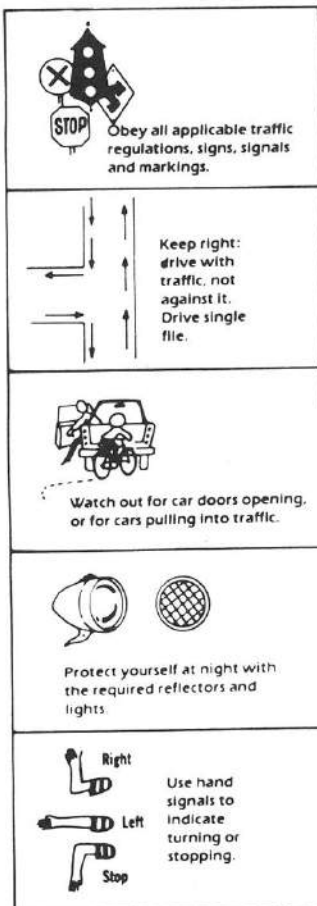 STOP
Obey all applicable traffic
regulations, signs, signals
and markings.
Keep right:
drive with
traffic, not
against it.
Drive single
file.
Watch out for car doors opening,
or for cars pulling into traffic.
Protect yourself at night with
the required reflectors and
lights.
Right
Left
Stop
Use hand
signals to
indicate
turning or
stopping.